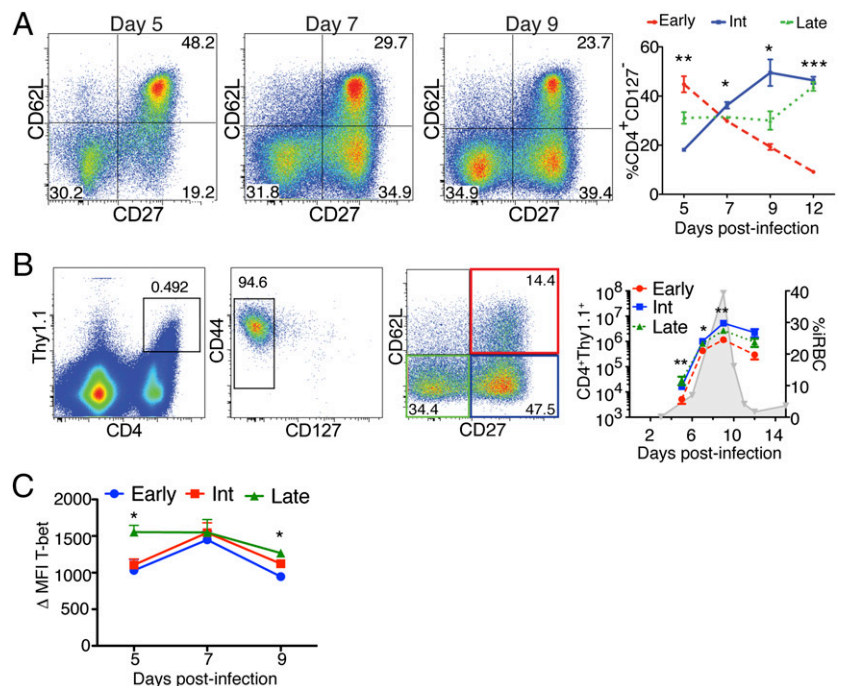 A
Day 5
Day 7
Day 9
Early
Int
Late
CD62L
48.2
30.2
19.2
CD27
CD62L
29.7
31.8
34.9
CD27
CD62L
23.7
34.9
39.4
CD27
%CD4+CD127-
60
40
20
0
**
*
*
***
5
7
9
12
Days post-infection
B
Thy1.1
0.492
CD4
CD44
94.6
CD127
CD62L
14.4
34.4
47.5
CD27
CD4+Thy1.1+
10^8
10^7
10^6
10^5
10^4
10^3
Early
Int
Late
**
*
**
40
30
20
10
0
%iRBC
2
6
10
14
Days post-infection
C
Early
Int
Late
Δ MFI T-bet
2000
1500
1000
500
0
*
*
5
7
9
Days post-infection